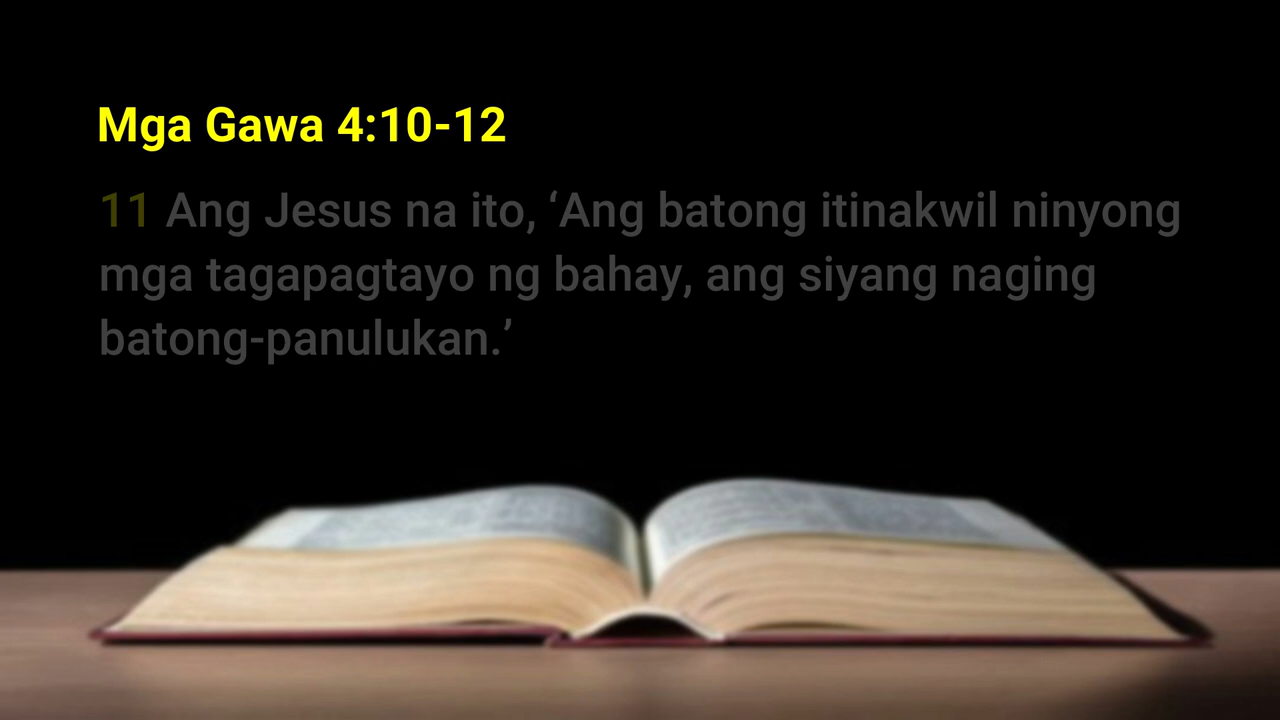 Mga Gawa 4:10-12
11 Ang Jesus na ito, ‘Ang batong itinakwil ninyong
mga tagapagtayo ng bahay, ang siyang naging
batong-panulukan.’